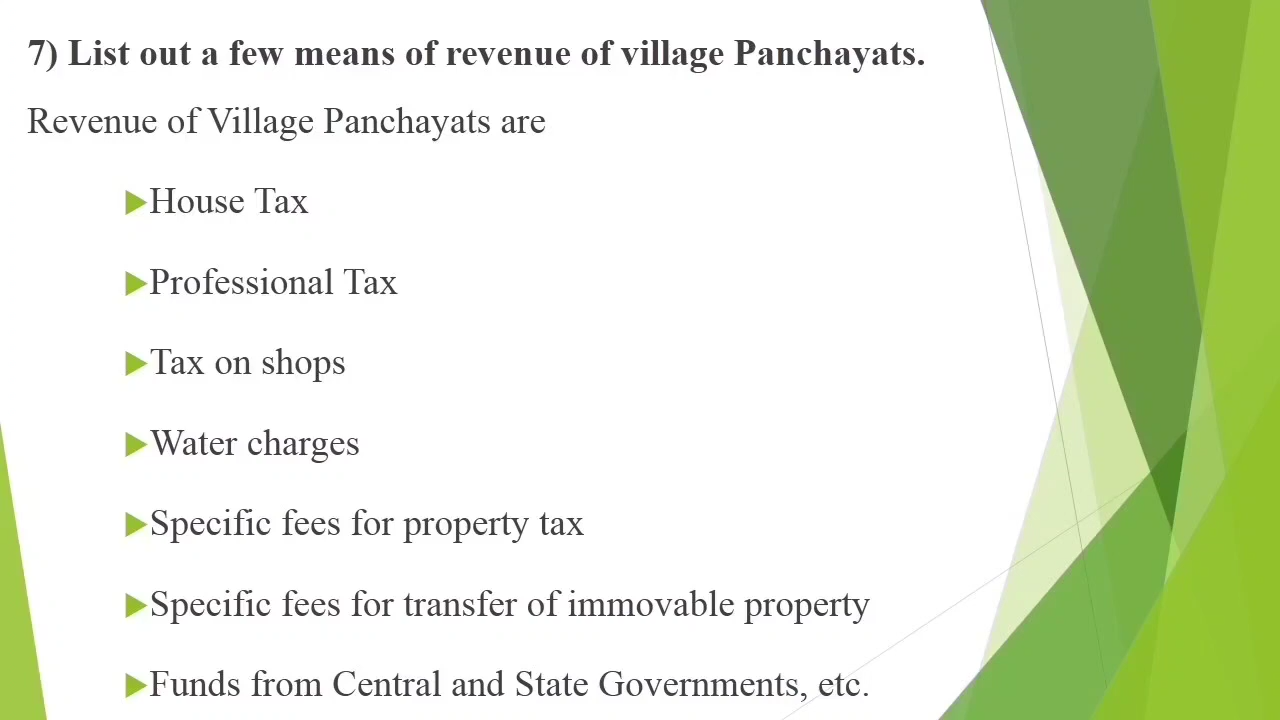 7) List out a few means of revenue of village Panchayats.
Revenue of Village Panchayats are
House Tax
Professional Tax
Tax on shops
Water charges
Specific fees for property tax
Specific fees for transfer of immovable property
Funds from Central and State Governments, etc.